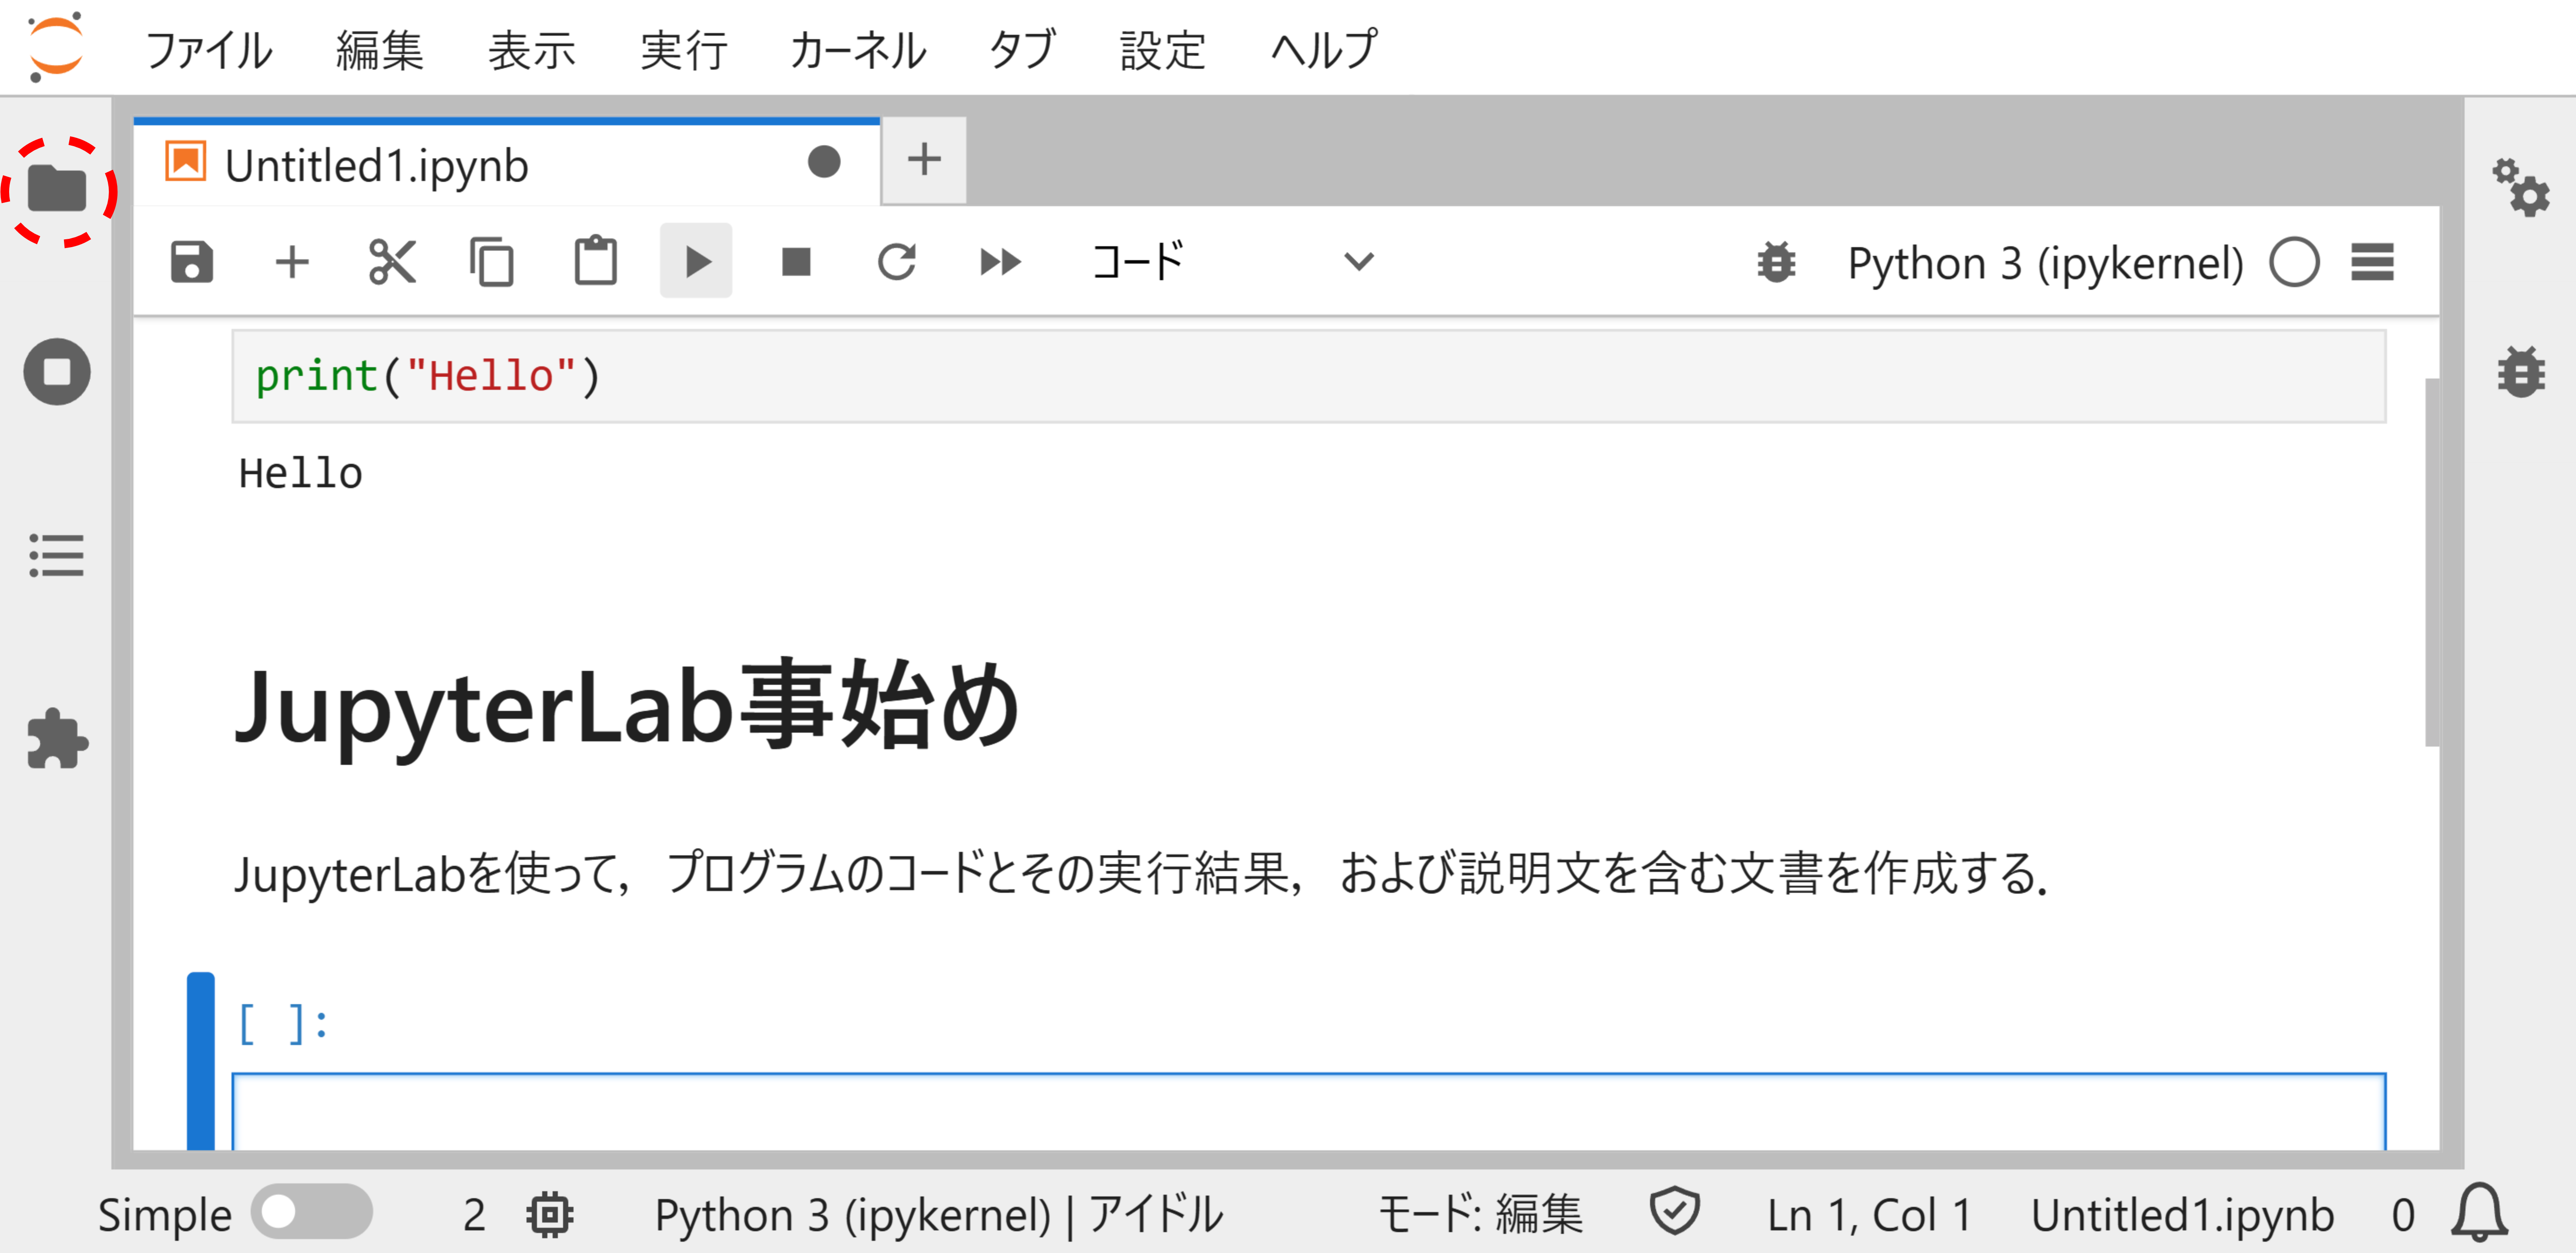 ファイル 編集 表示 実行 カーネル タブ 設定 ヘルプ
Untitled1.ipynb
コード Python 3 (ipykernel)
print("Hello")
Hello
JupyterLab事始め
JupyterLabを使って，プログラムのコードとその実行結果，および説明文を含む文書を作成する．
[ ]:
Simple 2 Python 3 (ipykernel) | アイドル モード: 編集 Ln 1, Col 1 Untitled1.ipynb 0